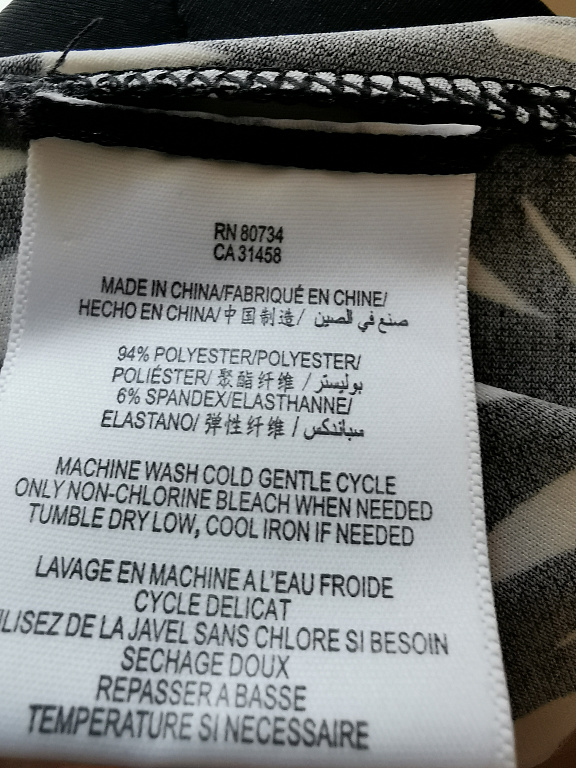 RN 80734
CA 31458
MADE IN CHINA/FABRIQUÉ EN CHINE/
HECHO EN CHINA/ 中国制造/ صنع في الصين
94% POLYESTER/POLYESTER/
POLIÉSTER/ 聚酯纤维 / بوليستر
6% SPANDEX/ELASTHANNE/
ELASTANO/ 弹性纤维 / سباندكس
MACHINE WASH COLD GENTLE CYCLE
ONLY NON-CHLORINE BLEACH WHEN NEEDED
TUMBLE DRY LOW, COOL IRON IF NEEDED
LAVAGE EN MACHINE A L'EAU FROIDE
CYCLE DELICAT
ILISEZ DE LA JAVEL SANS CHLORE SI BESOIN
SECHAGE DOUX
REPASSER A BASSE
TEMPERATURE SI NECESSAIRE